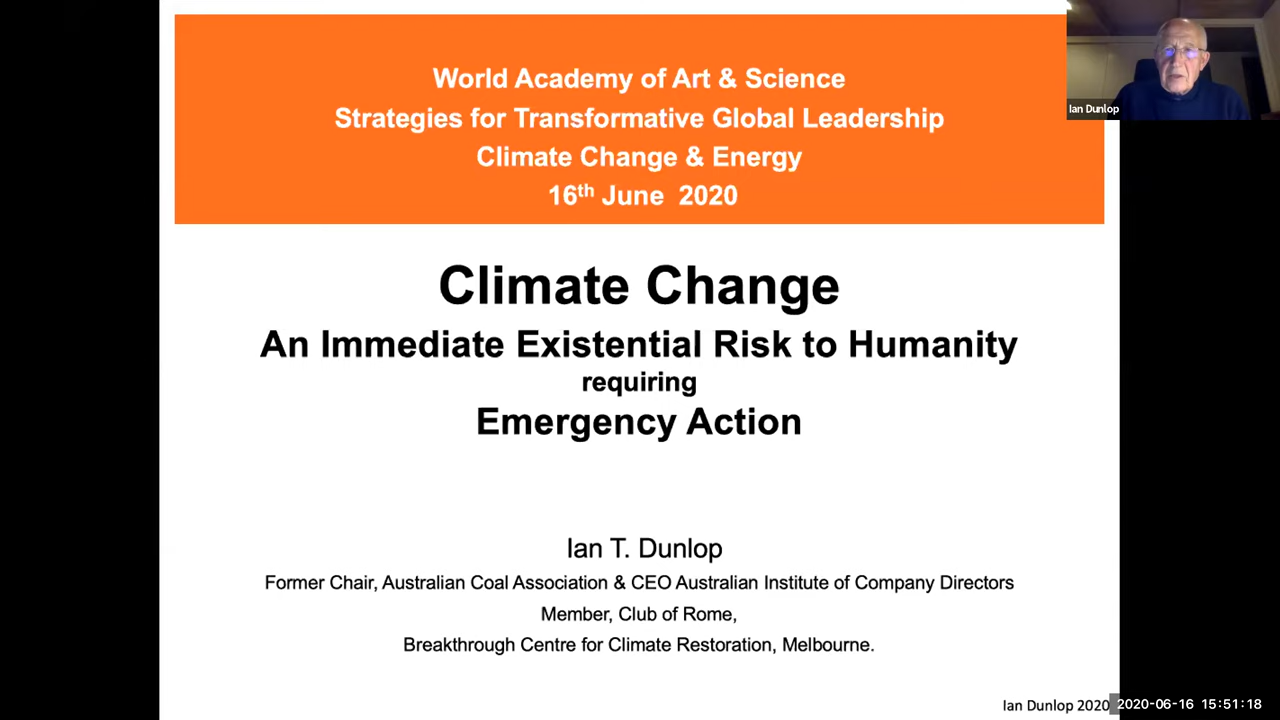 World Academy of Art & Science
Strategies for Transformative Global Leadership
Climate Change & Energy
16th June 2020
Ian Dunlop
Climate Change
An Immediate Existential Risk to Humanity
requiring
Emergency Action
Ian T. Dunlop
Former Chair, Australian Coal Association & CEO Australian Institute of Company Directors
Member, Club of Rome,
Breakthrough Centre for Climate Restoration, Melbourne.
Ian Dunlop 2020
2020-06-16 15:51:18